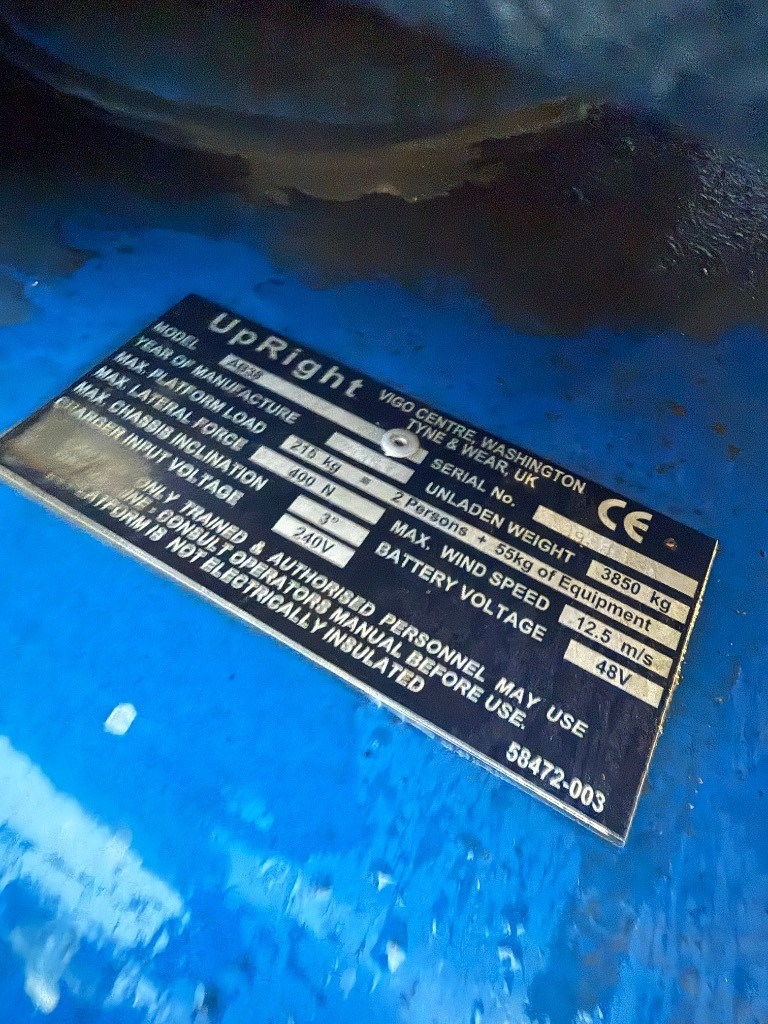 UpRight
VIGO CENTRE, WASHINGTON
TYNE & WEAR, UK
CE
MODEL
YEAR OF MANUFACTURE SERIAL No.
MAX. PLATFORM LOAD UNLADEN WEIGHT 3850 kg
215 kg = 2 Persons + 55kg of Equipment
MAX. LATERAL FORCE 400 N MAX. WIND SPEED 12.5 m/s
MAX. CHASSIS INCLINATION 3° BATTERY VOLTAGE 48V
CHARGER INPUT VOLTAGE 240V
ONLY TRAINED & AUTHORISED PERSONNEL MAY USE
CONSULT OPERATORS MANUAL BEFORE USE.
PLATFORM IS NOT ELECTRICALLY INSULATED
58472-003